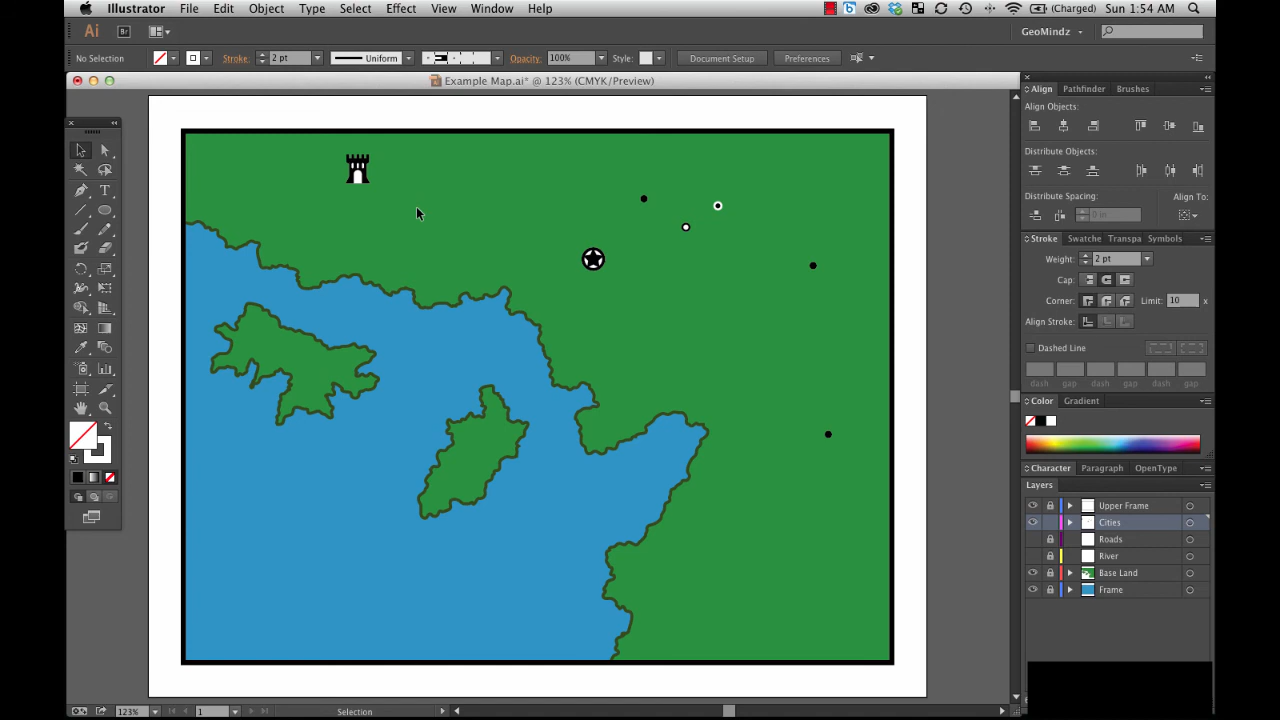 Illustrator File Edit Object Type Select Effect View Window Help (Charged) Sun 1:54 AM
Ai Br GeoMindz
No Selection Stroke: 2 pt Uniform Opacity: 100% Style: Document Setup Preferences
Example Map.ai* @ 123% (CMYK/Preview)
Align Pathfinder Brushes
Align Objects:
Distribute Objects:
Distribute Spacing: Align To:
0 in
Stroke Swatche Transpa Symbols
Weight: 2 pt
Cap:
Corner: Limit: 10 x
Align Stroke:
Dashed Line
dash gap dash gap dash gap
Color Gradient
Character Paragraph OpenType
Layers
Upper Frame
Cities
Roads
River
Base Land
Frame
T
123% 1 Selection